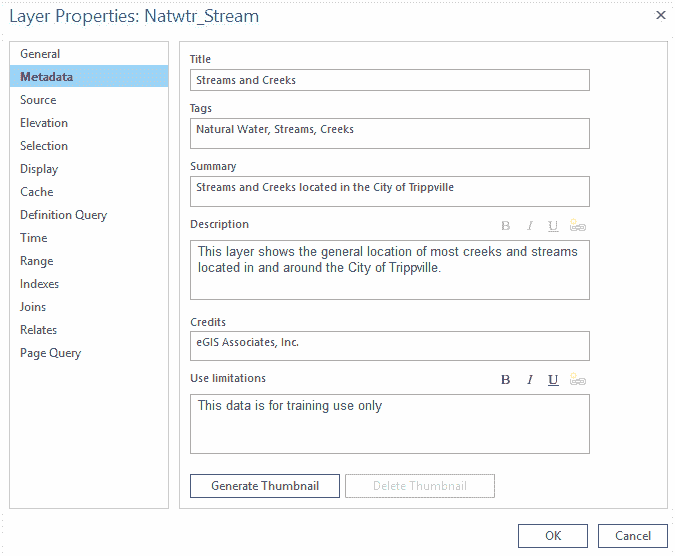 Layer Properties: Natwtr_Stream
General
Metadata
Source
Elevation
Selection
Display
Cache
Definition Query
Time
Range
Indexes
Joins
Relates
Page Query
Title
Streams and Creeks
Tags
Natural Water, Streams, Creeks
Summary
Streams and Creeks located in the City of Trippville
Description B I U
This layer shows the general location of most creeks and streams
located in and around the City of Trippville.
Credits
eGIS Associates, Inc.
Use limitations B I U
This data is for training use only
Generate Thumbnail Delete Thumbnail
OK Cancel